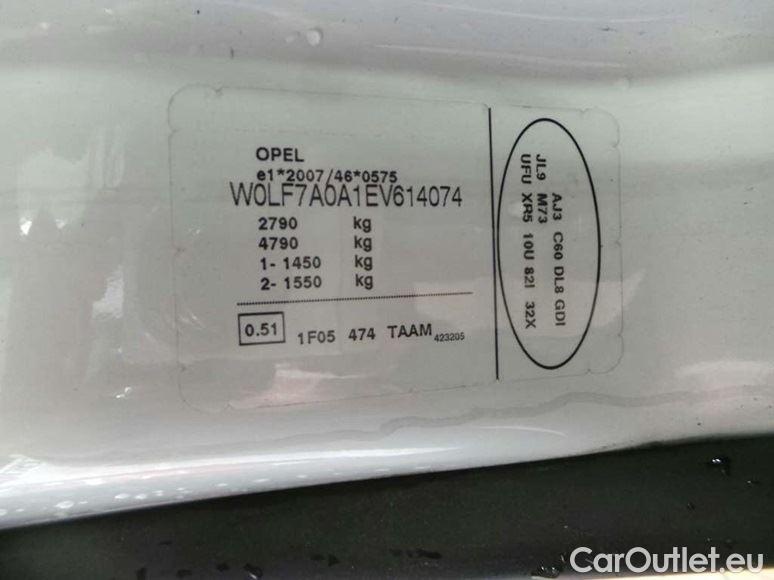 OPEL
e1*2007/46*0575
W0LF7A0A1EV614074
2790 kg
4790 kg
1- 1450 kg
2- 1550 kg
0.51 1F05 474 TAAM 423205
AJ3 C60 DL8 GDI
JL9 M73
UFU XR5 10U 82I 32X
CarOutlet.eu